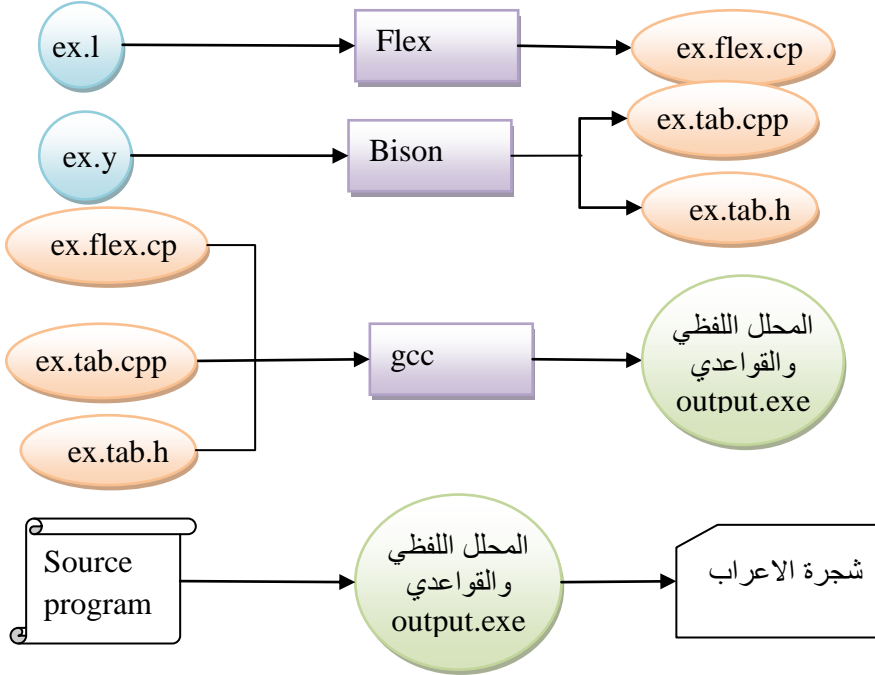 ex.l
Flex
ex.flex.cp
ex.y
Bison
ex.tab.cpp
ex.tab.h
ex.flex.cp
ex.tab.cpp
ex.tab.h
gcc
المحلل اللفظي
والقواعدي
output.exe
Source
program
المحلل اللفظي
والقواعدي
output.exe
شجرة الاعراب